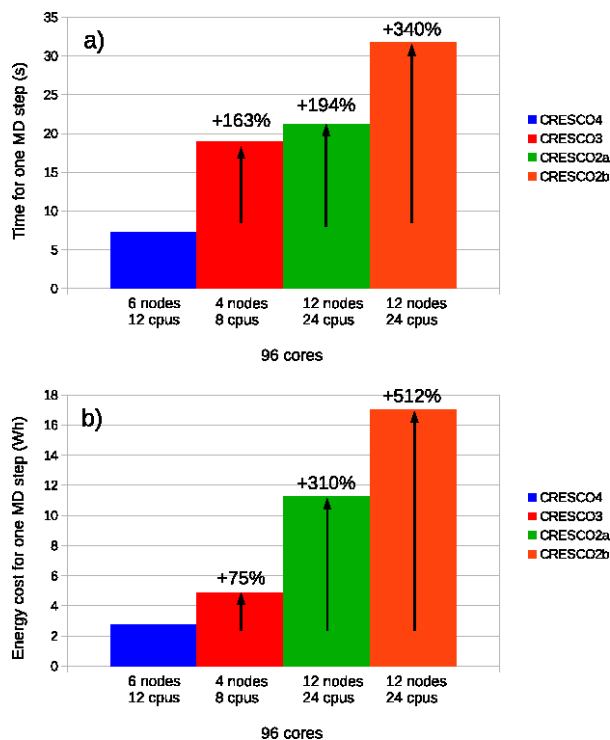 35
30
25
20
15
10
5
0
Time for one MD step (s)
a)
+163%
+194%
+340%
6 nodes
12 cpus
4 nodes
8 cpus
12 nodes
24 cpus
12 nodes
24 cpus
96 cores
CRESCO4
CRESCO3
CRESCO2a
CRESCO2b
18
16
14
12
10
8
6
4
2
0
Energy cost for one MD step (Wh)
b)
+75%
+310%
+512%
6 nodes
12 cpus
4 nodes
8 cpus
12 nodes
24 cpus
12 nodes
24 cpus
96 cores
CRESCO4
CRESCO3
CRESCO2a
CRESCO2b